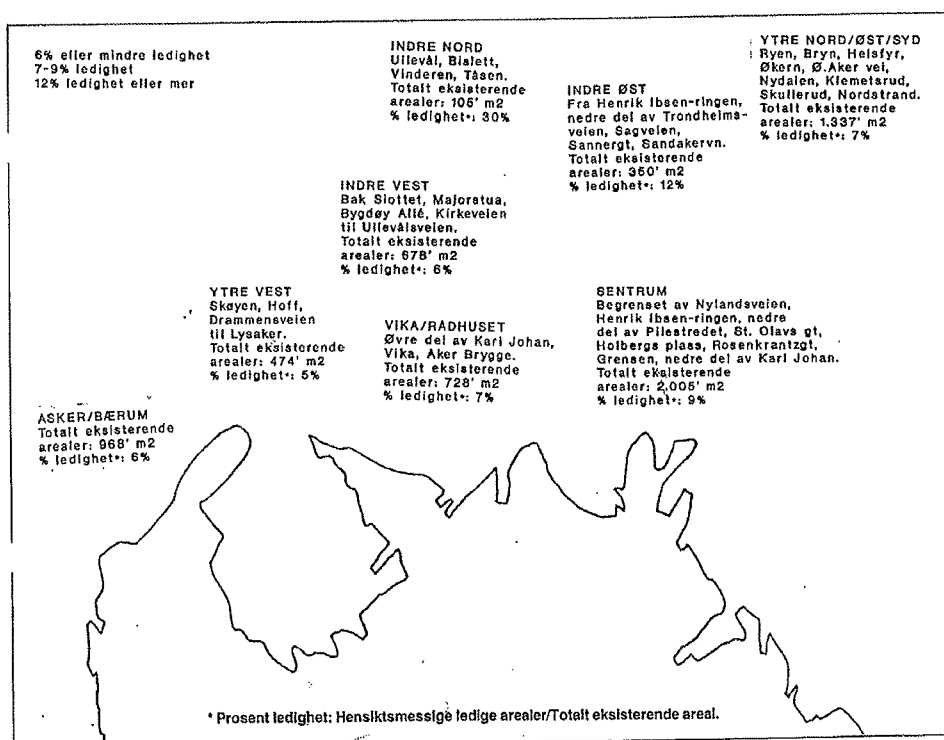 6% eller mindre ledighet
7-9% ledighet
12% ledighet eller mer
INDRE NORD
Ullevål, Bislett,
Vinderen, Tåsen.
Totalt eksisterende
arealer: 105' m2
% ledighet*: 30%
YTRE NORD/ØST/SYD
Ryen, Bryn, Helsfyr,
Økern, Ø.Aker vei,
Nydalen, Klemetsrud,
Skullerud, Nordstrand.
Totalt eksisterende
arealer: 1.337' m2
% ledighet*: 7%
INDRE ØST
Fra Henrik Ibsen-ringen,
nedre del av Trondheims-
veien, Sagveien,
Sannergt, Sandakervn.
Totalt eksisterende
arealer: 350' m2
% ledighet*: 12%
INDRE VEST
Bak Slottet, Majorstua,
Bygdøy Allé, Kirkeveien
til Ullevålsveien.
Totalt eksisterende
arealer: 678' m2
% ledighet*: 6%
YTRE VEST
Skøyen, Hoff,
Drammensveien
til Lysaker.
Totalt eksisterende
arealer: 474' m2
% ledighet*: 5%
VIKA/RÅDHUSET
Øvre del av Karl Johan,
Vika, Aker Brygge.
Totalt eksisterende
arealer: 728' m2
% ledighet*: 7%
SENTRUM
Begrenset av Nylandsveien,
Henrik Ibsen-ringen, nedre
del av Pilestredet, St. Olavs gt,
Holbergs plass, Rosenkrantzgt,
Grensen, nedre del av Karl Johan.
Totalt eksisterende
arealer: 2.005' m2
% ledighet*: 9%
ASKER/BÆRUM
Totalt eksisterende
arealer: 968' m2
% ledighet*: 6%
* Prosent ledighet: Hensiktsmessige ledige arealer/Totalt eksisterende areal.